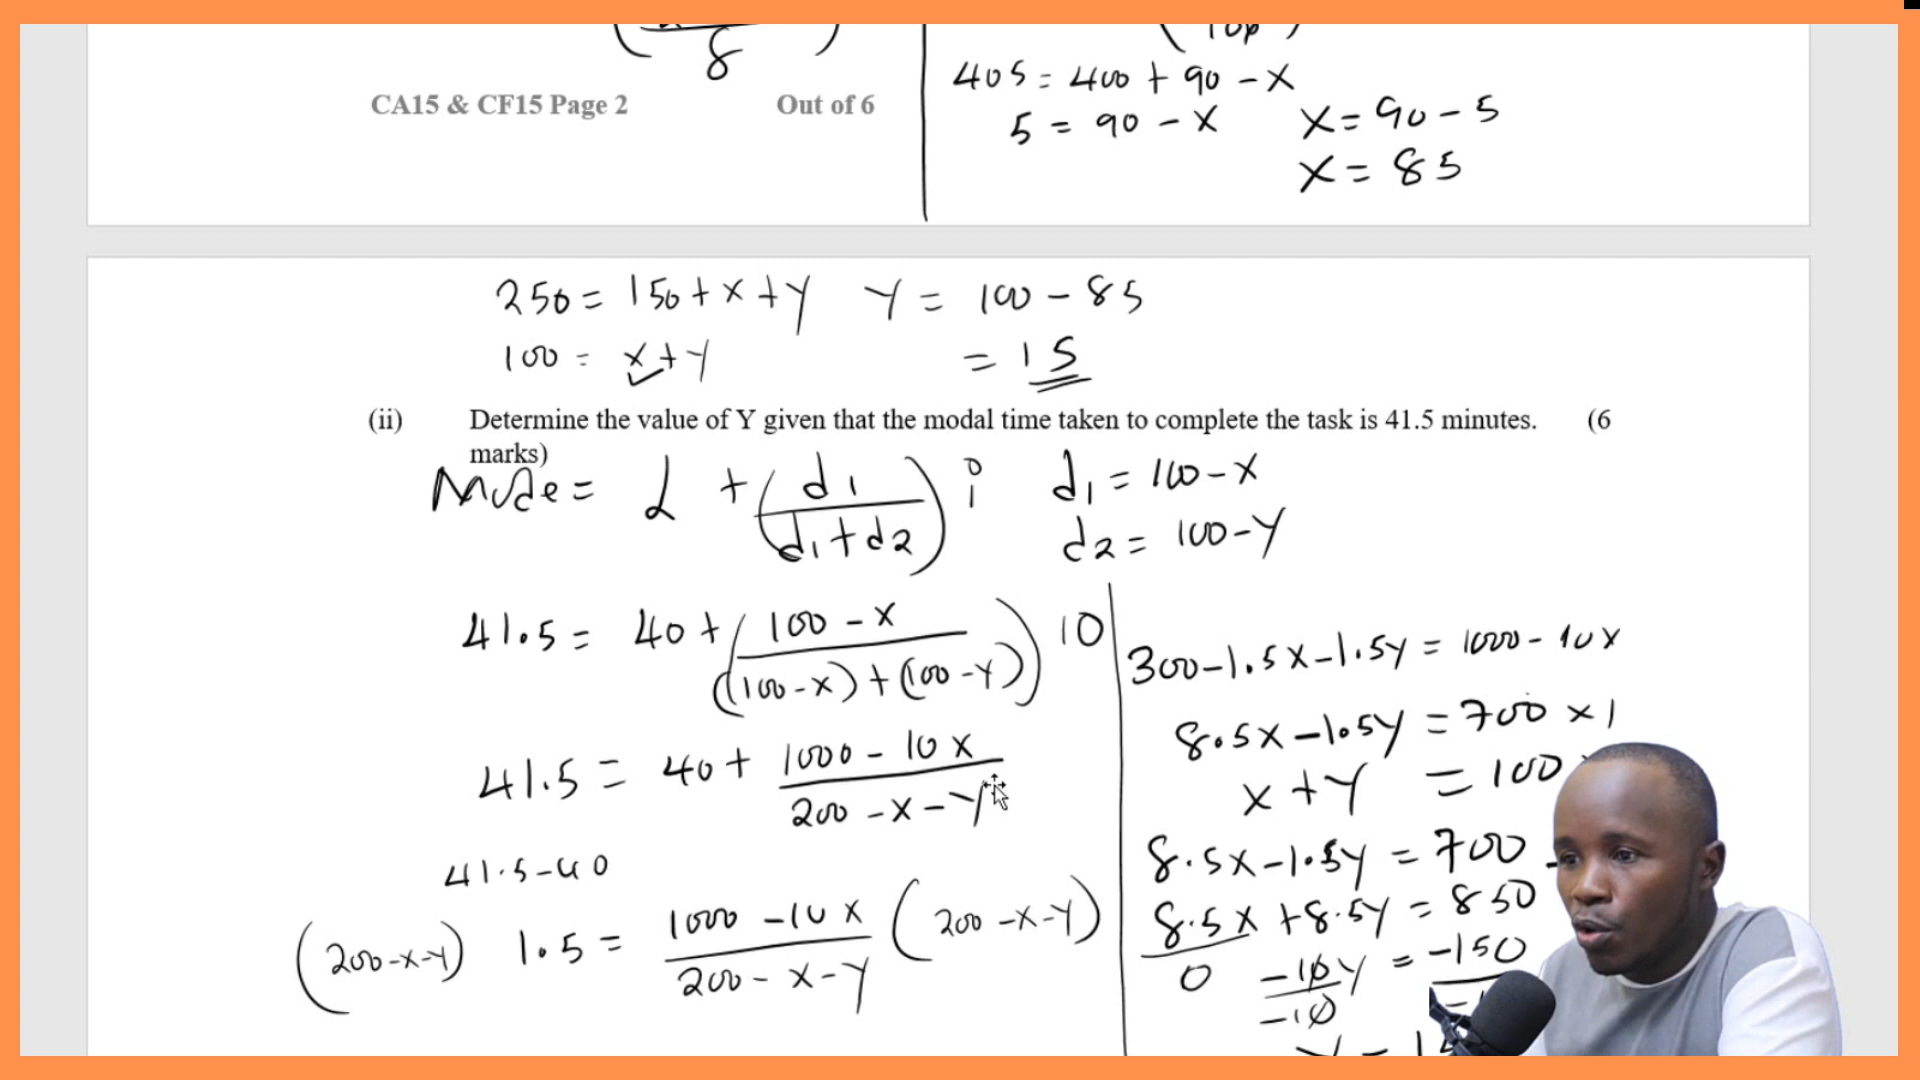 8
(10p)
405 = 400 + 90 - X
CA15 & CF15 Page 2 Out of 6
5 = 90 - X
X = 90 - 5
X = 85
250 = 150 + X + Y
Y = 100 - 85
100 = X + Y
= 15
(ii) Determine the value of Y given that the modal time taken to complete the task is 41.5 minutes. (6
marks)
Mode = L + (d1/(d1 + d2)) i
d1 = 100 - X
d2 = 100 - Y
41.5 = 40 + ((100 - X)/((100 - X) + (100 - Y))) 10
41.5 = 40 + (1000 - 10X)/(200 - X - Y)
41.5 - 40
(200 - X - Y) 1.5 = (1000 - 10X)/(200 - X - Y) (200 - X - Y)
300 - 1.5X - 1.5Y = 1000 - 10X
8.5X - 1.5Y = 700 × 1
X + Y = 100
8.5X - 1.5Y = 700
8.5X + 8.5Y = 850
0 -10Y = -150
-10